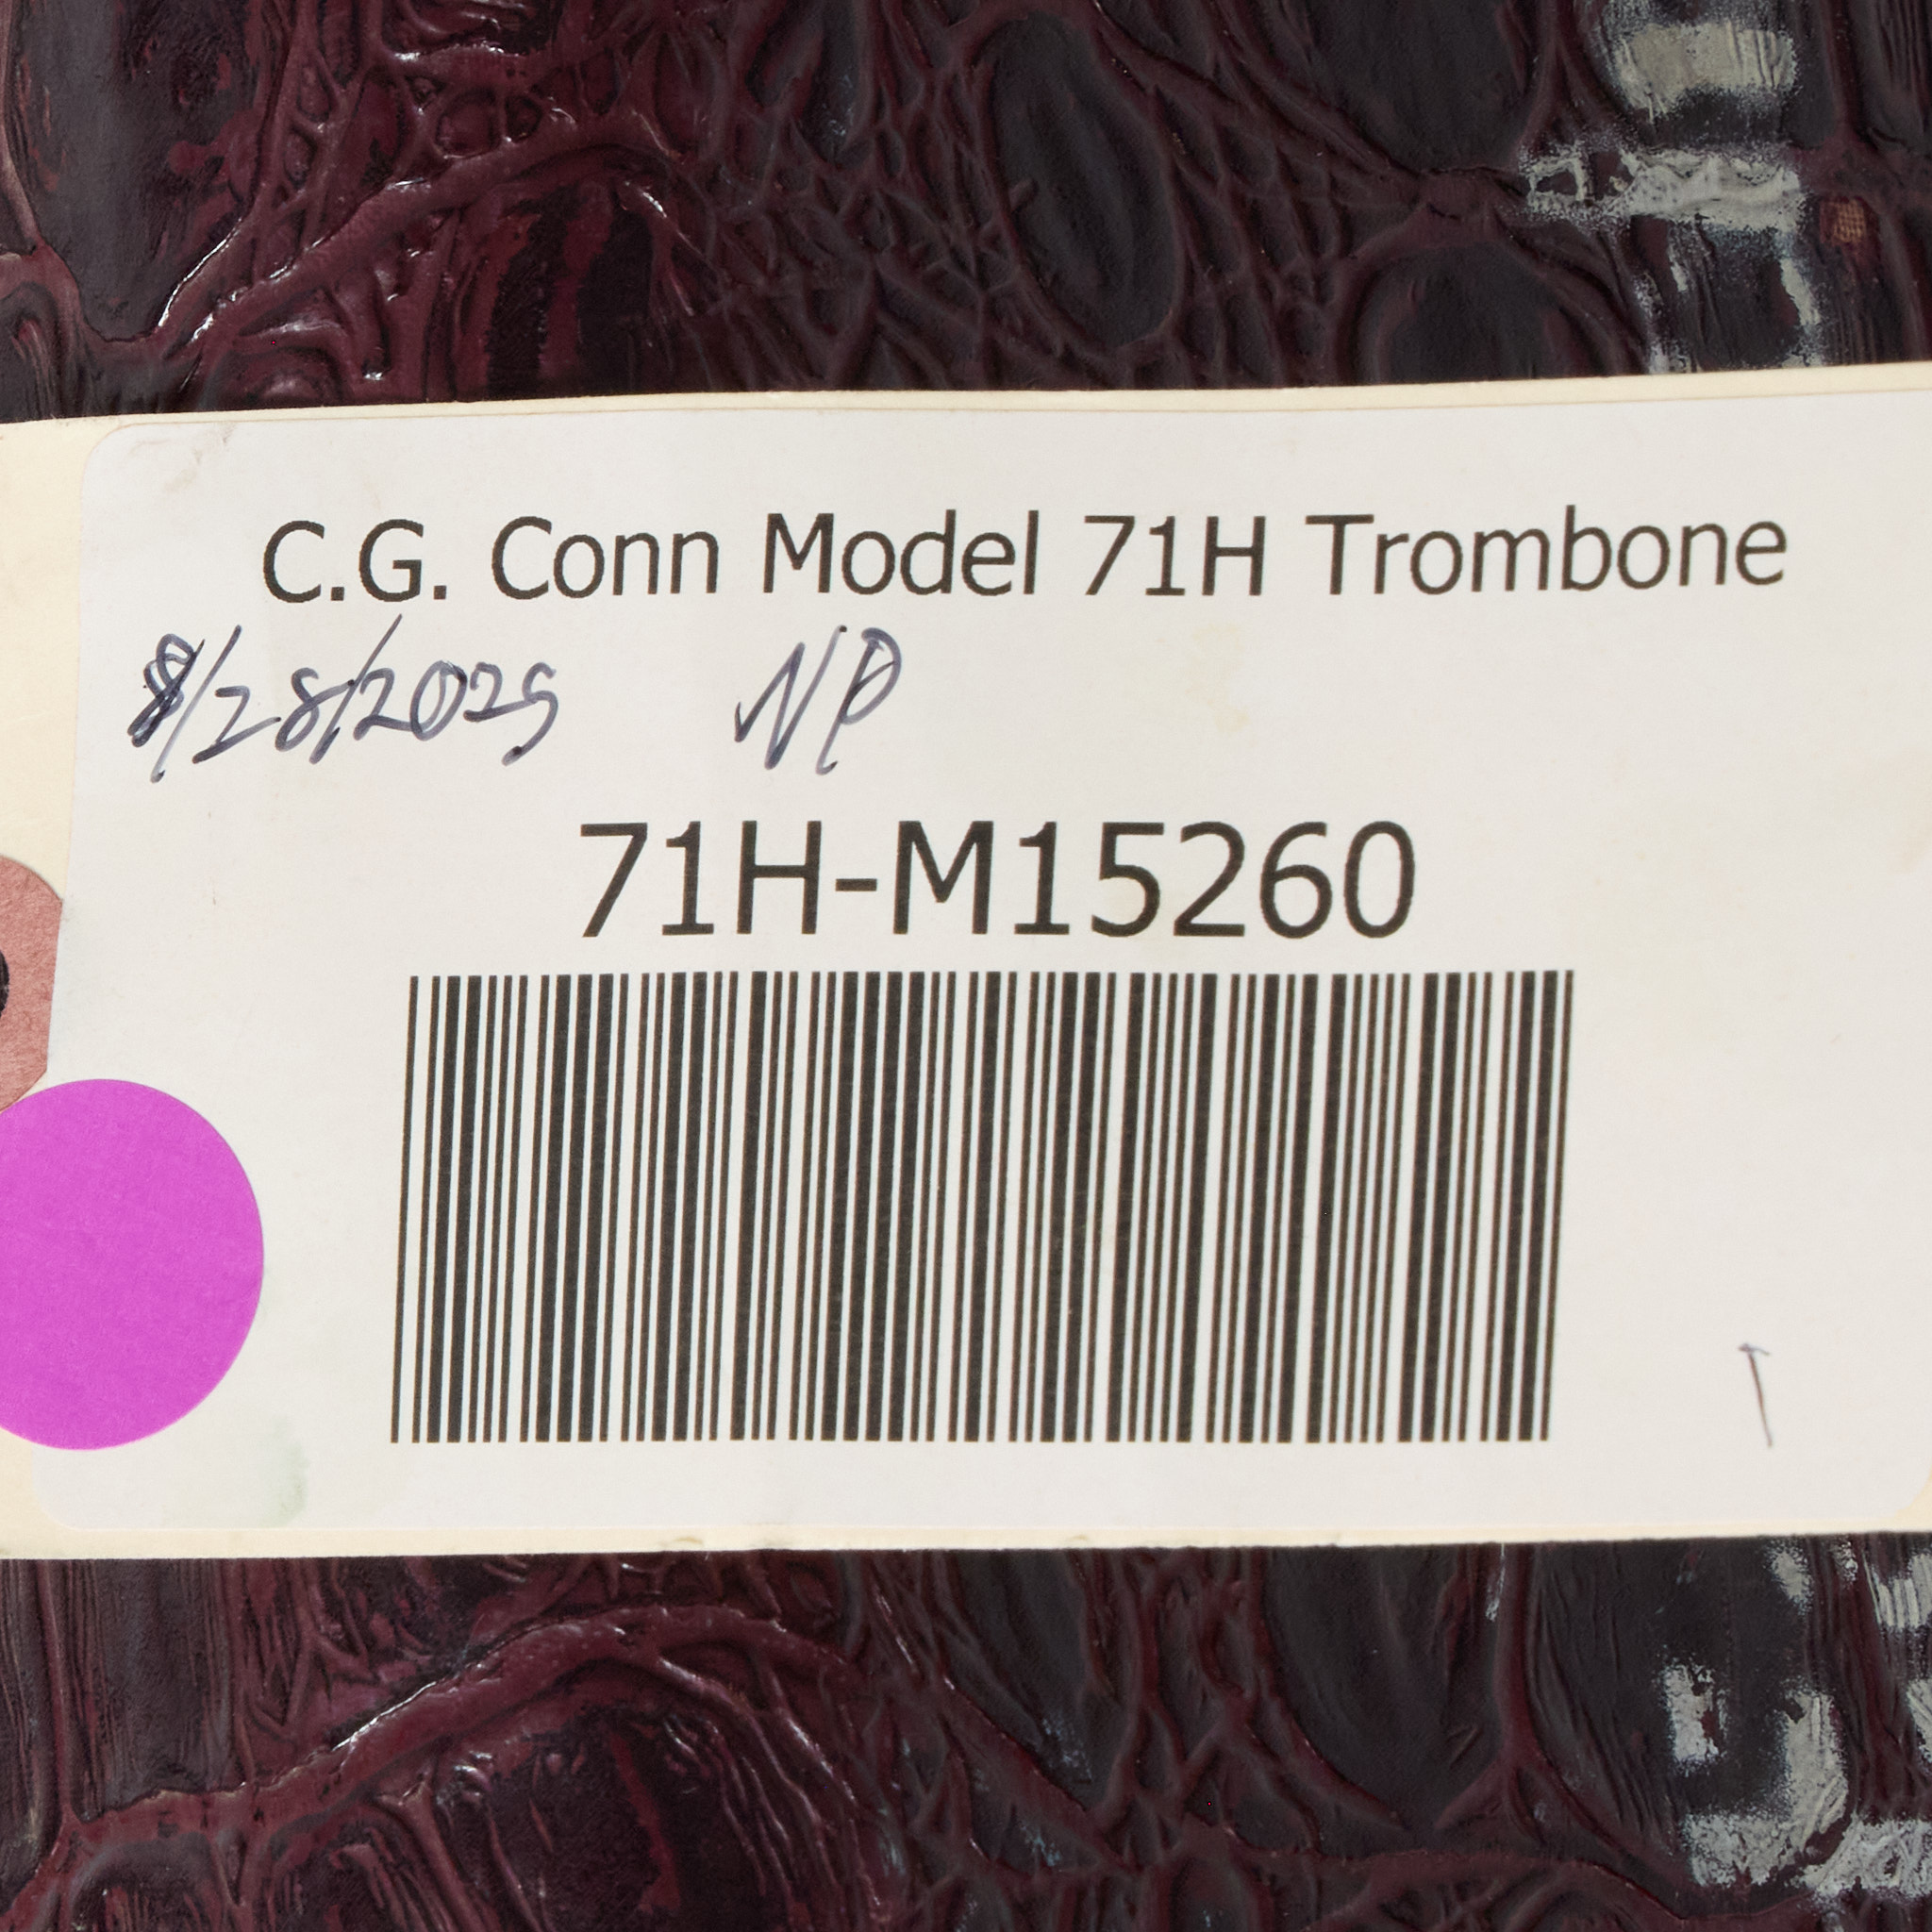 C.G. Conn Model 71H Trombone
8/28/2025 NP
71H-M15260